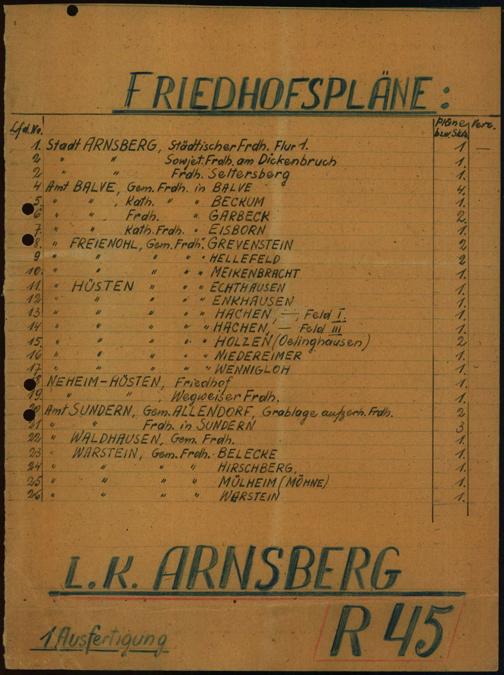 FRIEDHOFSPLÄNE:
Lfd.No. Pläne bzw.Skiz. Verz.
1. Stadt ARNSBERG, Städtischer Frdh. Flur 1. 1
2 " " Sowjet. Frdh. am Dickenbruch 1.
2 " " Frdh. Seltersberg 1.
4 Amt BALVE, Gem. Frdh. in BALVE 4.
5 " " , Kath. " " BECKUM 1.
6 " " Frdh. " GARBECK 2.
7 " " Kath. Frdh. " EISBORN 1.
8. " FREIENOHL, Gem. Frdh. " GREVENSTEIN 2
9 " " " " " HELLEFELD 2
10. " " " " " MEIKENBRACHT 1.
11. " HÜSTEN " " " ECHTHAUSEN 1.
12 " " " " " ENKHAUSEN 1.
13 " " " " " HACHEN, — Feld I. 1.
14 " " " " " HACHEN, — Feld III 1.
15 " " " " " HOLZEN (Oelinghausen) 2
16 " " " " " NIEDEREIMER 1.
17 " " " " " WENNIGLOH 1.
18 NEHEIM-HÜSTEN, Friedhof 1.
19. " " , Wegweiser Frdh. 1.
20 Amt SUNDERN, Gem. ALLENDORF, Grablage außerh. Frdh. 2
21 " " Frdh. in SUNDERN 3
22 " WALDHAUSEN, Gem. Frdh. 1.
23 " WARSTEIN, Gem. Frdh. BELECKE 1.
24 " " " " HIRSCHBERG, 1.
25 " " " " MÜLHEIM (MÖHNE) 1.
26 " " " " WARSTEIN 1.
L.K. ARNSBERG
R 45
1 Ausfertigung